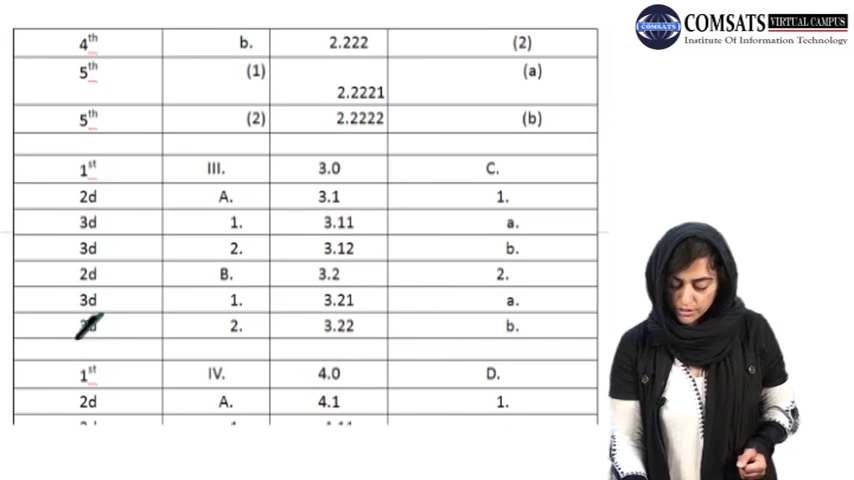 COMSATS VIRTUAL CAMPUS
COMSATS
Institute Of Information Technology
4th b. 2.222 (2)
5th (1) 2.2221 (a)
5th (2) 2.2222 (b)
1st III. 3.0 C.
2d A. 3.1 1.
3d 1. 3.11 a.
3d 2. 3.12 b.
2d B. 3.2 2.
3d 1. 3.21 a.
2. 3.22 b.
1st IV. 4.0 D.
2d A. 4.1 1.